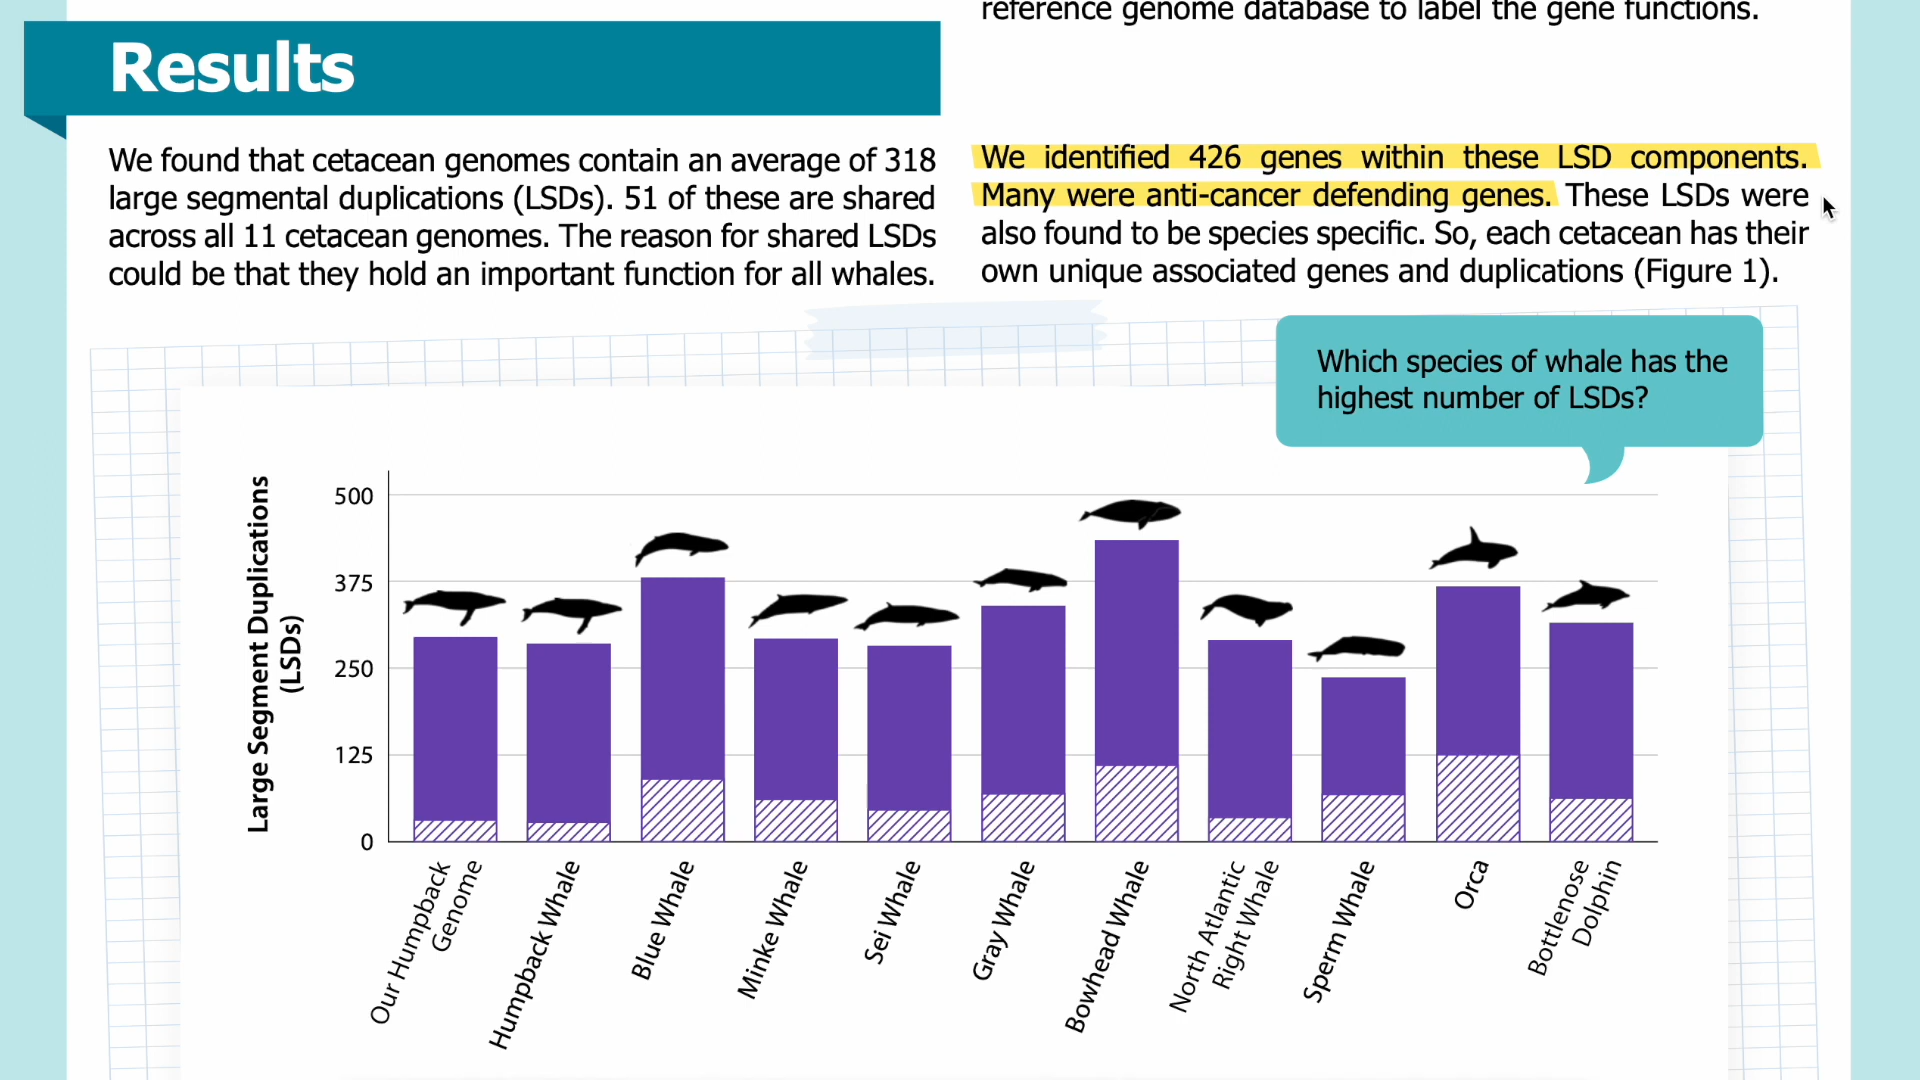 reference genome database to label the gene functions.
Results
We found that cetacean genomes contain an average of 318
large segmental duplications (LSDs). 51 of these are shared
across all 11 cetacean genomes. The reason for shared LSDs
could be that they hold an important function for all whales.
We identified 426 genes within these LSD components.
Many were anti-cancer defending genes. These LSDs were
also found to be species specific. So, each cetacean has their
own unique associated genes and duplications (Figure 1).
Which species of whale has the
highest number of LSDs?
Large Segment Duplications
(LSDs)
500
375
250
125
0
Our Humpback
Genome
Humpback Whale
Blue Whale
Minke Whale
Sei Whale
Gray Whale
Bowhead Whale
North Atlantic
Right Whale
Sperm Whale
Orca
Bottlenose
Dolphin